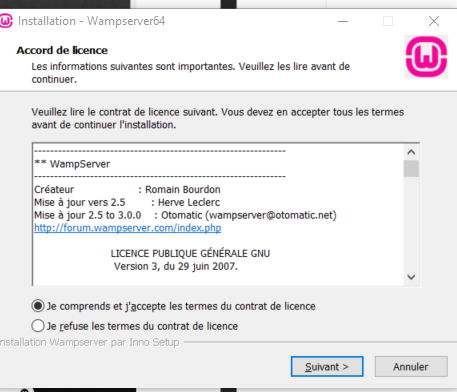 Installation - Wampserver64
Accord de licence
Les informations suivantes sont importantes. Veuillez les lire avant de
continuer.
Veuillez lire le contrat de licence suivant. Vous devez en accepter tous les termes
avant de continuer l'installation.
---------------------------------------------------------------
** WampServer
---------------------------------------------------------------
Créateur : Romain Bourdon
Mise à jour vers 2.5 : Herve Leclerc
Mise à jour 2.5 to 3.0.0 : Otomatic (wampserver@otomatic.net)
http://forum.wampserver.com/index.php
LICENCE PUBLIQUE GÉNÉRALE GNU
Version 3, du 29 juin 2007.
Je comprends et j'accepte les termes du contrat de licence
Je refuse les termes du contrat de licence
Installation Wampserver par Inno Setup
Suivant >
Annuler